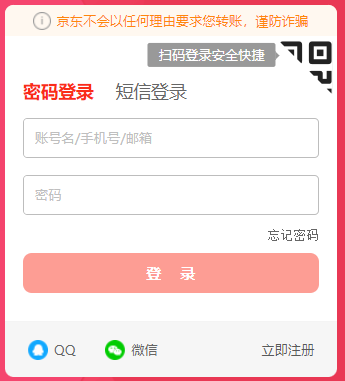 京东不会以任何理由要求您转账，谨防诈骗
扫码登录安全快捷
密码登录 短信登录
账号名/手机号/邮箱
密码
忘记密码
登 录
QQ 微信 立即注册